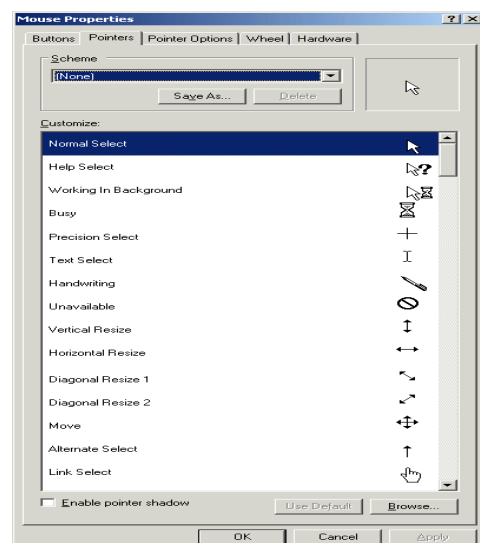 Mouse Properties
Buttons Pointers Pointer Options Wheel Hardware
Scheme
(None)
Save As... Delete
Customize:
Normal Select
Help Select
Working In Background
Busy
Precision Select
Text Select
Handwriting
Unavailable
Vertical Resize
Horizontal Resize
Diagonal Resize 1
Diagonal Resize 2
Move
Alternate Select
Link Select
Enable pointer shadow Use Default Browse...
OK Cancel Apply